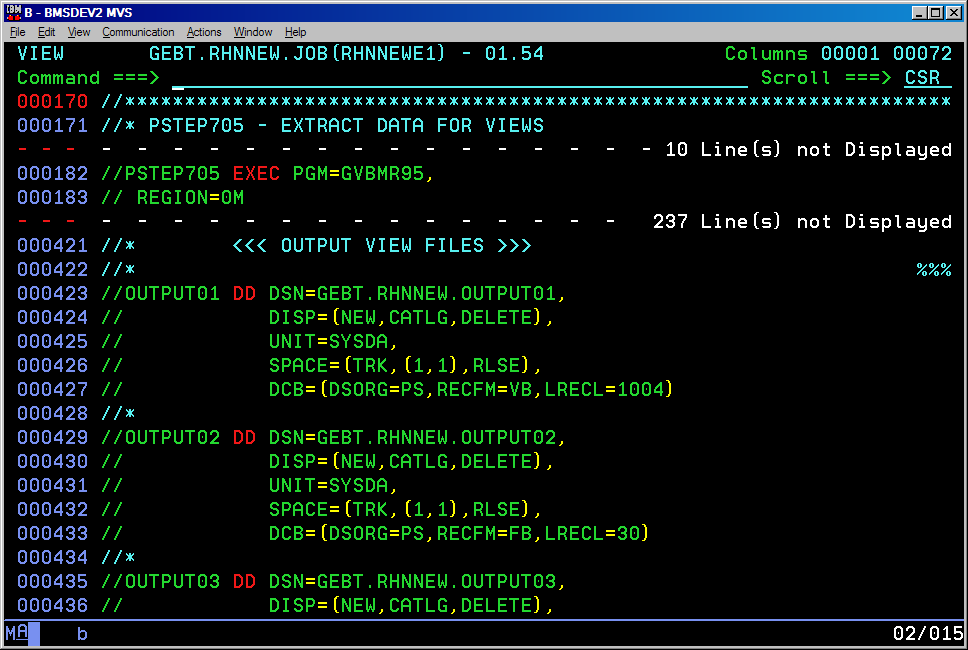 IBM B - BMSDEV2 MVS
File Edit View Communication Actions Window Help
VIEW GEBT.RHNNEW.JOB(RHNNEWE1) - 01.54 Columns 00001 00072
Command ===> Scroll ===> CSR
000170 //*********************************************************************
000171 //* PSTEP705 - EXTRACT DATA FOR VIEWS
- - - - - - - - - - - - - - - - - - - 10 Line(s) not Displayed
000182 //PSTEP705 EXEC PGM=GVBMR95,
000183 // REGION=0M
- - - - - - - - - - - - - - - - - - 237 Line(s) not Displayed
000421 //* <<< OUTPUT VIEW FILES >>>
000422 //* %%%
000423 //OUTPUT01 DD DSN=GEBT.RHNNEW.OUTPUT01,
000424 // DISP=(NEW,CATLG,DELETE),
000425 // UNIT=SYSDA,
000426 // SPACE=(TRK,(1,1),RLSE),
000427 // DCB=(DSORG=PS,RECFM=VB,LRECL=1004)
000428 //*
000429 //OUTPUT02 DD DSN=GEBT.RHNNEW.OUTPUT02,
000430 // DISP=(NEW,CATLG,DELETE),
000431 // UNIT=SYSDA,
000432 // SPACE=(TRK,(1,1),RLSE),
000433 // DCB=(DSORG=PS,RECFM=FB,LRECL=30)
000434 //*
000435 //OUTPUT03 DD DSN=GEBT.RHNNEW.OUTPUT03,
000436 // DISP=(NEW,CATLG,DELETE),
MA b 02/015